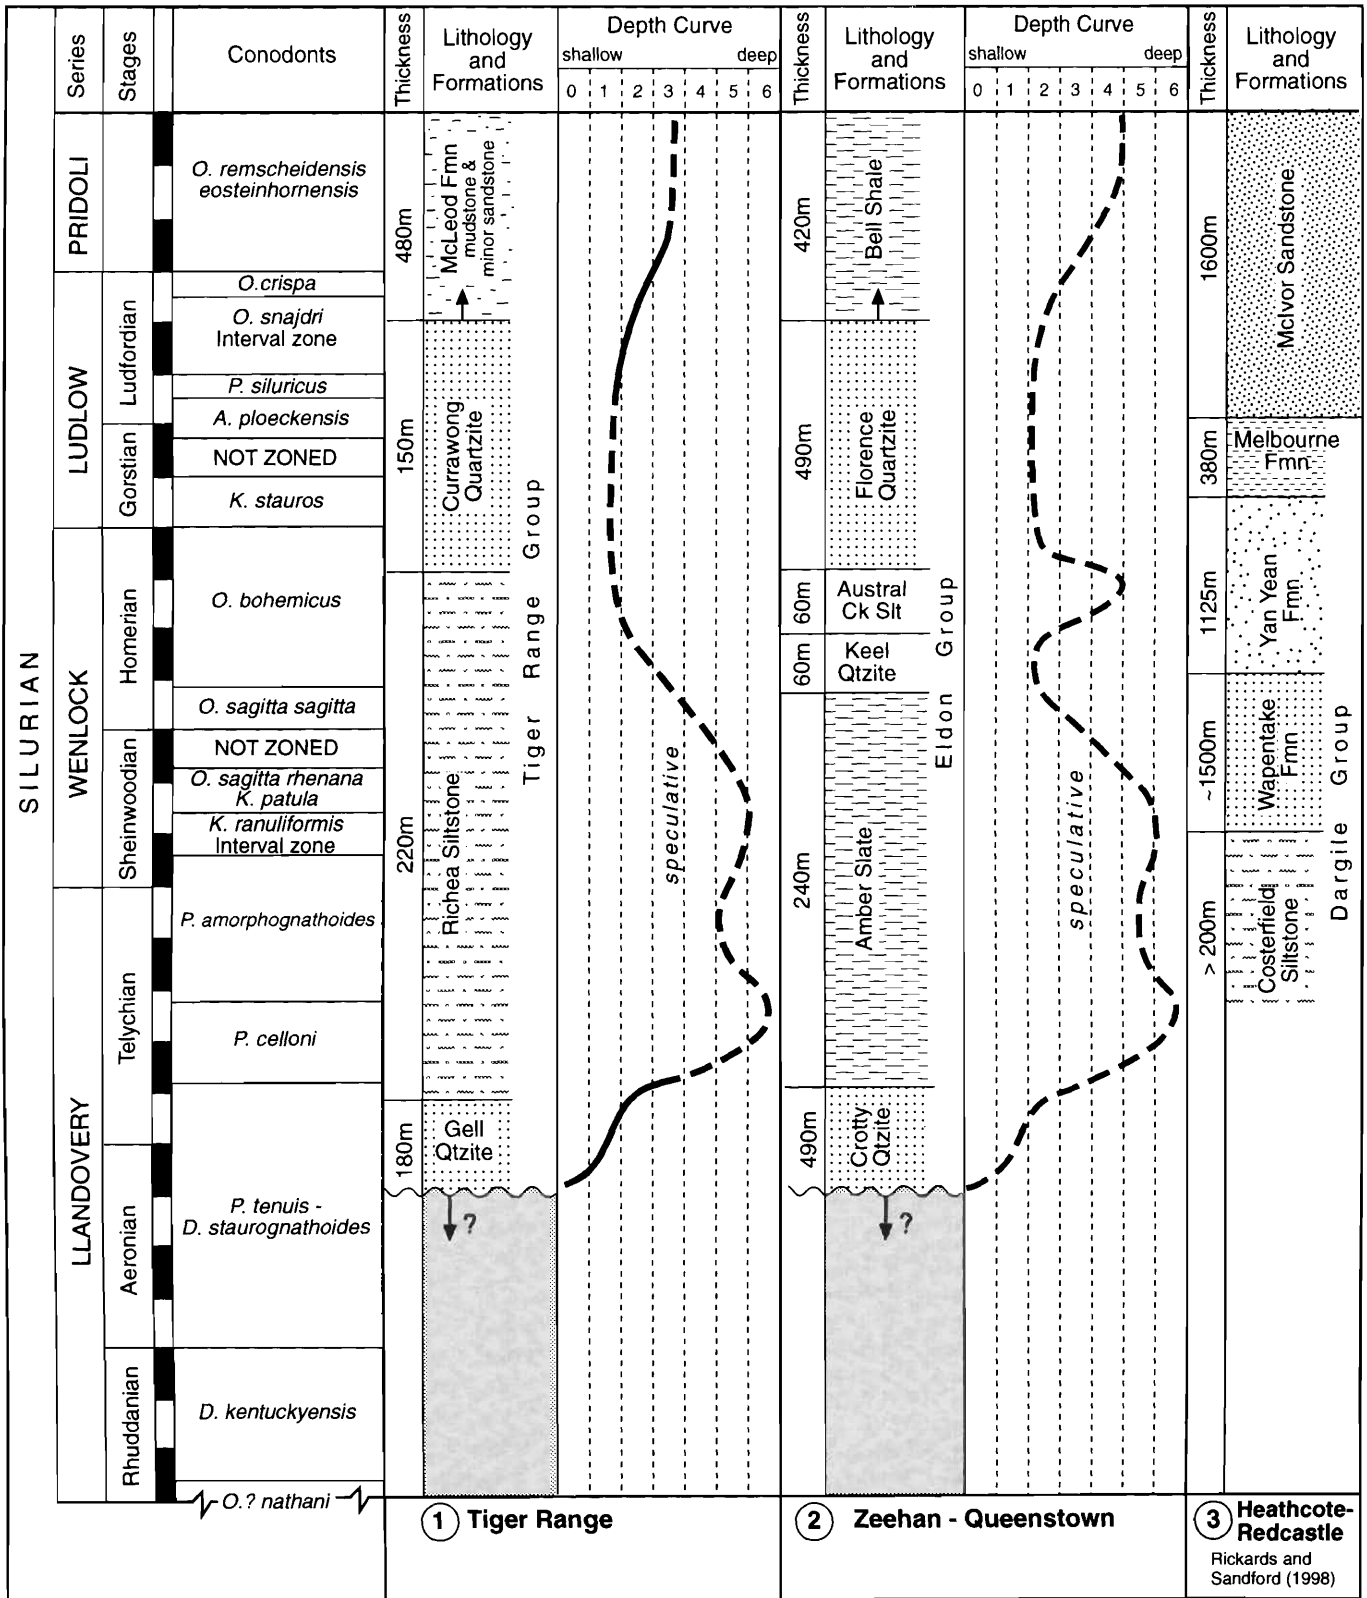 Series
Stages
Conodonts
Thickness
Lithology
and
Formations
Depth Curve
shallow
deep
0 1 2 3 4 5 6
Thickness
Lithology
and
Formations
Depth Curve
shallow
deep
0 1 2 3 4 5 6
Thickness
Lithology
and
Formations
SILURIAN
PRIDOLI
LUDLOW
WENLOCK
LLANDOVERY
Ludfordian
Gorstian
Homerian
Sheinwoodian
Telychian
Aeronian
Rhuddanian
O. remscheidensis
eosteinhornensis
O.crispa
O. snajdri
Interval zone
P. siluricus
A. ploeckensis
NOT ZONED
K. stauros
O. bohemicus
O. sagitta sagitta
NOT ZONED
O. sagitta rhenana
K. patula
K. ranuliformis
Interval zone
P. amorphognathoides
P. celloni
P. tenuis -
D. staurognathoides
D. kentuckyensis
O.? nathani
480m
150m
220m
180m
McLeod Fmn
mudstone &
minor sandstone
Currawong
Quartzite
Richea Siltstone
Gell
Qtzite
?
Tiger Range Group
speculative
1 Tiger Range
420m
490m
60m
60m
240m
490m
Bell Shale
Florence
Quartzite
Austral
Ck Slt
Keel
Qtzite
Amber Slate
Crotty
Qtzite
?
Eldon Group
speculative
2 Zeehan - Queenstown
1600m
380m
1125m
~1500m
> 200m
McIvor Sandstone
Melbourne
Fmn
Yan Yean
Fmn
Wapentake
Fmn
Costerfield
Siltstone
Dargile Group
3 Heathcote-
Redcastle
Rickards and
Sandford (1998)